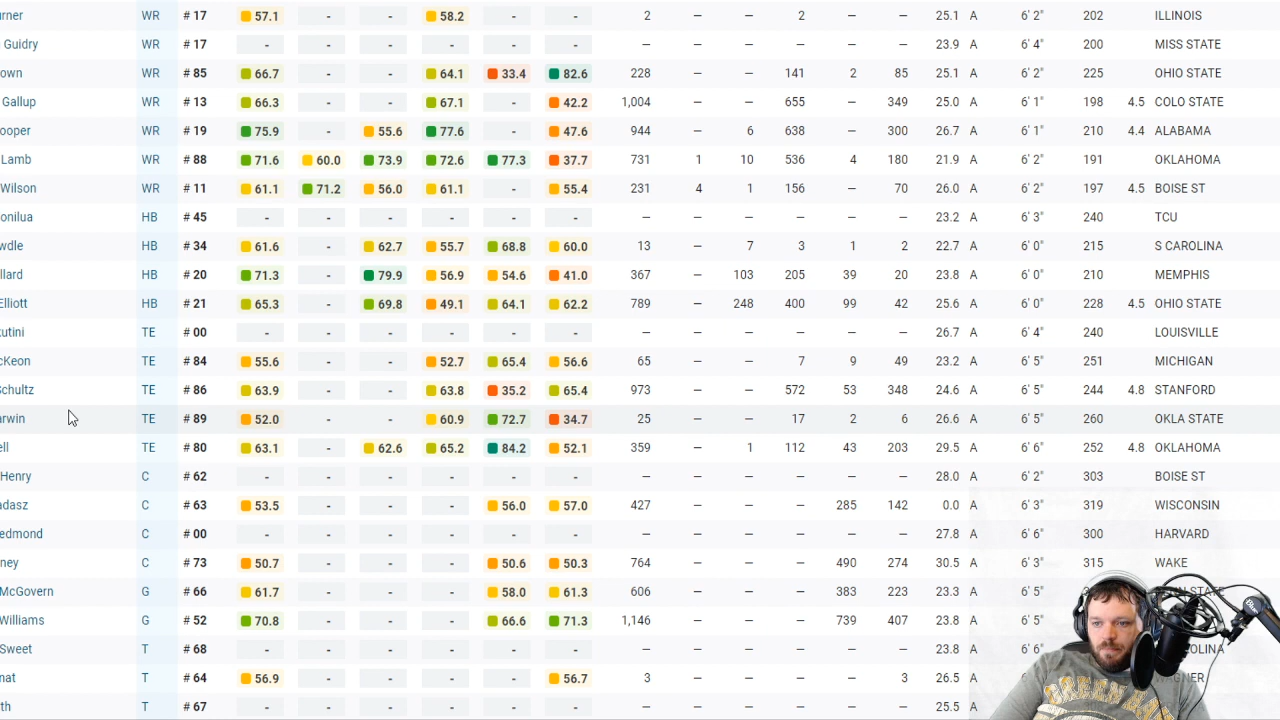 rner WR # 17 57.1 - - 58.2 - - 2 – – 2 – – 25.1 A 6' 2" 202 ILLINOIS
Guidry WR # 17 - - - - - - – – – – – – 23.9 A 6' 4" 200 MISS STATE
own WR # 85 66.7 - - 64.1 33.4 82.6 228 – – 141 2 85 25.1 A 6' 2" 225 OHIO STATE
Gallup WR # 13 66.3 - - 67.1 - 42.2 1,004 – – 655 – 349 25.0 A 6' 1" 198 4.5 COLO STATE
ooper WR # 19 75.9 - 55.6 77.6 - 47.6 944 – 6 638 – 300 26.7 A 6' 1" 210 4.4 ALABAMA
Lamb WR # 88 71.6 60.0 73.9 72.6 77.3 37.7 731 1 10 536 4 180 21.9 A 6' 2" 191 OKLAHOMA
Wilson WR # 11 61.1 71.2 56.0 61.1 - 55.4 231 4 1 156 – 70 26.0 A 6' 2" 197 4.5 BOISE ST
onilua HB # 45 - - - - - - – – – – – – 23.2 A 6' 3" 240 TCU
wdle HB # 34 61.6 - 62.7 55.7 68.8 60.0 13 – 7 3 1 2 22.7 A 6' 0" 215 S CAROLINA
llard HB # 20 71.3 - 79.9 56.9 54.6 41.0 367 – 103 205 39 20 23.8 A 6' 0" 210 MEMPHIS
Elliott HB # 21 65.3 - 69.8 49.1 64.1 62.2 789 – 248 400 99 42 25.6 A 6' 0" 228 4.5 OHIO STATE
kutini TE # 00 - - - - - - – – – – – – 26.7 A 6' 4" 240 LOUISVILLE
cKeon TE # 84 55.6 - - 52.7 65.4 56.6 65 – – 7 9 49 23.2 A 6' 5" 251 MICHIGAN
Schultz TE # 86 63.9 - - 63.8 35.2 65.4 973 – – 572 53 348 24.6 A 6' 5" 244 4.8 STANFORD
arwin TE # 89 52.0 - - 60.9 72.7 34.7 25 – – 17 2 6 26.6 A 6' 5" 260 OKLA STATE
ell TE # 80 63.1 - 62.6 65.2 84.2 52.1 359 – 1 112 43 203 29.5 A 6' 6" 252 4.8 OKLAHOMA
Henry C # 62 - - - - - - – – – – – – 28.0 A 6' 2" 303 BOISE ST
adasz C # 63 53.5 - - - 56.0 57.0 427 – – – 285 142 0.0 A 6' 3" 319 WISCONSIN
edmond C # 00 - - - - - - – – – – – – 27.8 A 6' 6" 300 HARVARD
ney C # 73 50.7 - - - 50.6 50.3 764 – – – 490 274 30.5 A 6' 3" 315 WAKE
McGovern G # 66 61.7 - - - 58.0 61.3 606 – – – 383 223 23.3 A 6' 5"
Williams G # 52 70.8 - - - 66.6 71.3 1,146 – – – 739 407 23.8 A 6' 5"
Sweet T # 68 - - - - - - – – – – – – 23.8 A 6' 6" OLINA
nat T # 64 56.9 - - - - 56.7 3 – – – – 3 26.5 A
th T # 67 - - - - - - – – – – – – 25.5 A